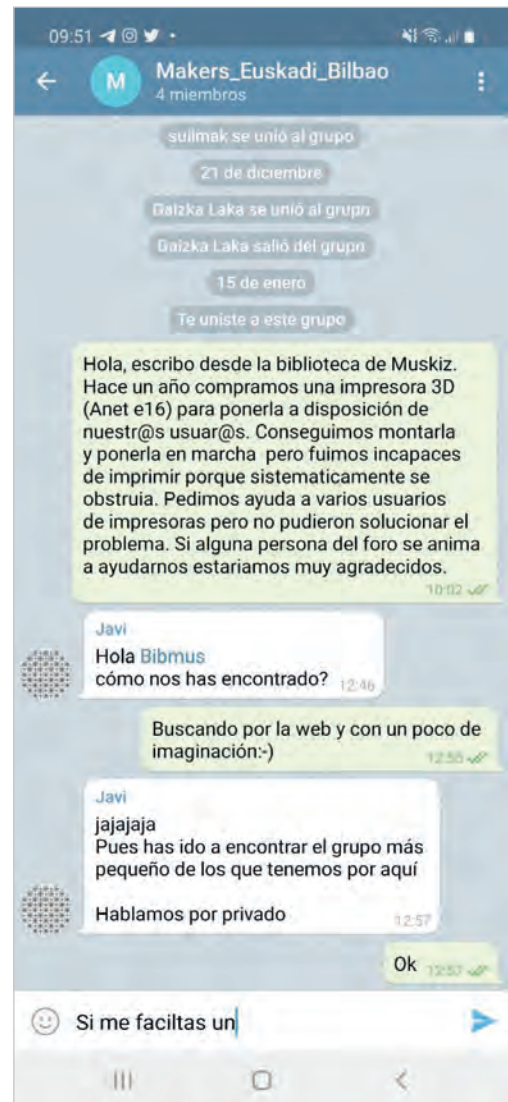 09:51
M
Makers_Euskadi_Bilbao
4 miembros
suilmak se unió al grupo
21 de diciembre
Gaizka Laka se unió al grupo
Gaizka Laka salió del grupo
15 de enero
Te uniste a este grupo
Hola, escribo desde la biblioteca de Muskiz.
Hace un año compramos una impresora 3D
(Anet e16) para ponerla a disposición de
nuestr@s usuar@s. Conseguimos montarla
y ponerla en marcha pero fuimos incapaces
de imprimir porque sistematicamente se
obstruia. Pedimos ayuda a varios usuarios
de impresoras pero no pudieron solucionar el
problema. Si alguna persona del foro se anima
a ayudarnos estariamos muy agradecidos.
10:02
Javi
Hola Bibmus
cómo nos has encontrado?
12:46
Buscando por la web y con un poco de
imaginación:-)
12:55
Javi
jajajaja
Pues has ido a encontrar el grupo más
pequeño de los que tenemos por aquí
Hablamos por privado
12:57
Ok
12:57
Si me faciltas un